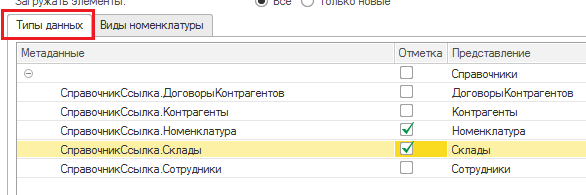 Загружать элементы: Все Только новые
Типы данных Виды номенклатуры
Метаданные Отметка Представление
Справочники
СправочникСсылка.ДоговорыКонтрагентов ДоговорыКонтрагентов
СправочникСсылка.Контрагенты Контрагенты
СправочникСсылка.Номенклатура Номенклатура
СправочникСсылка.Склады Склады
СправочникСсылка.Сотрудники Сотрудники